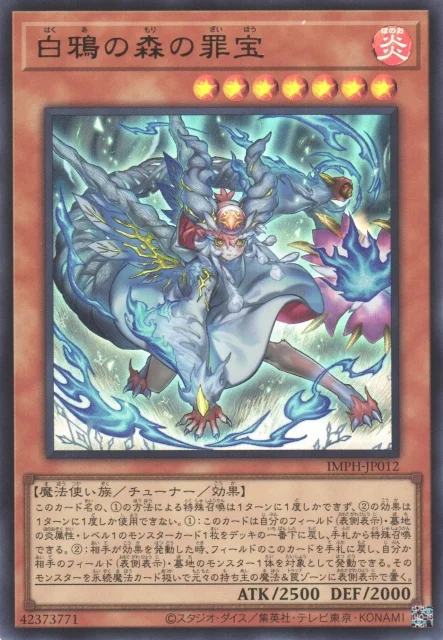 白鴉の森の罪宝
炎
IMPH-JP012
【魔法使い族／チューナー／効果】
このカード名の、①の方法による特殊召喚は1ターンに1度しかできず、②の効果は
1ターンに1度しか使用できない。①：このカードは自分のフィールド（表側表示）・墓地
の炎属性・レベル1のモンスターカード1枚をデッキの一番下に戻し、手札から特殊召喚
できる。②：相手が効果を発動した時、フィールドのこのカードを手札に戻し、自分か
相手のフィールド（表側表示）・墓地のモンスター1体を対象として発動できる。その
モンスターを永続魔法カード扱いで元々の持ち主の魔法＆罠ゾーンに表側表示で置く。
ATK/2500 DEF/2000
42373771
©スタジオ・ダイス／集英社・テレビ東京・KONAMI